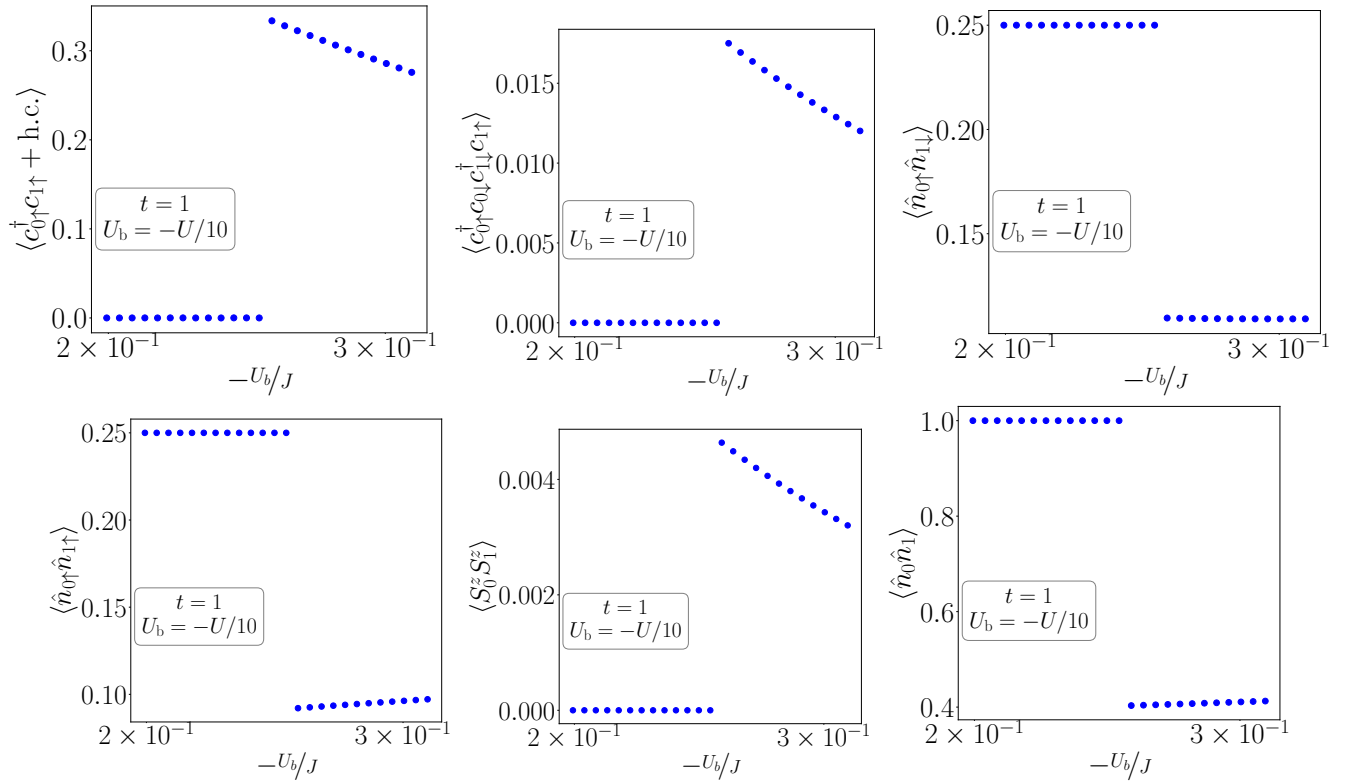 ⟨c†0↑c1↑ + h.c.⟩
0.3
0.2
0.1
0.0
t = 1
Ub = −U/10
2 × 10−1
3 × 10−1
−Ub/J
⟨c†0↑c0↓c†1↓c1↑⟩
0.015
0.010
0.005
0.000
t = 1
Ub = −U/10
2 × 10−1
3 × 10−1
−Ub/J
⟨n̂0↑n̂1↓⟩
0.25
0.20
0.15
t = 1
Ub = −U/10
2 × 10−1
3 × 10−1
−Ub/J
⟨n̂0↑n̂1↑⟩
0.25
0.20
0.15
0.10
t = 1
Ub = −U/10
2 × 10−1
3 × 10−1
−Ub/J
⟨Sz0Sz1⟩
0.004
0.002
0.000
t = 1
Ub = −U/10
2 × 10−1
3 × 10−1
−Ub/J
⟨n̂0n̂1⟩
1.0
0.8
0.6
0.4
t = 1
Ub = −U/10
2 × 10−1
3 × 10−1
−Ub/J